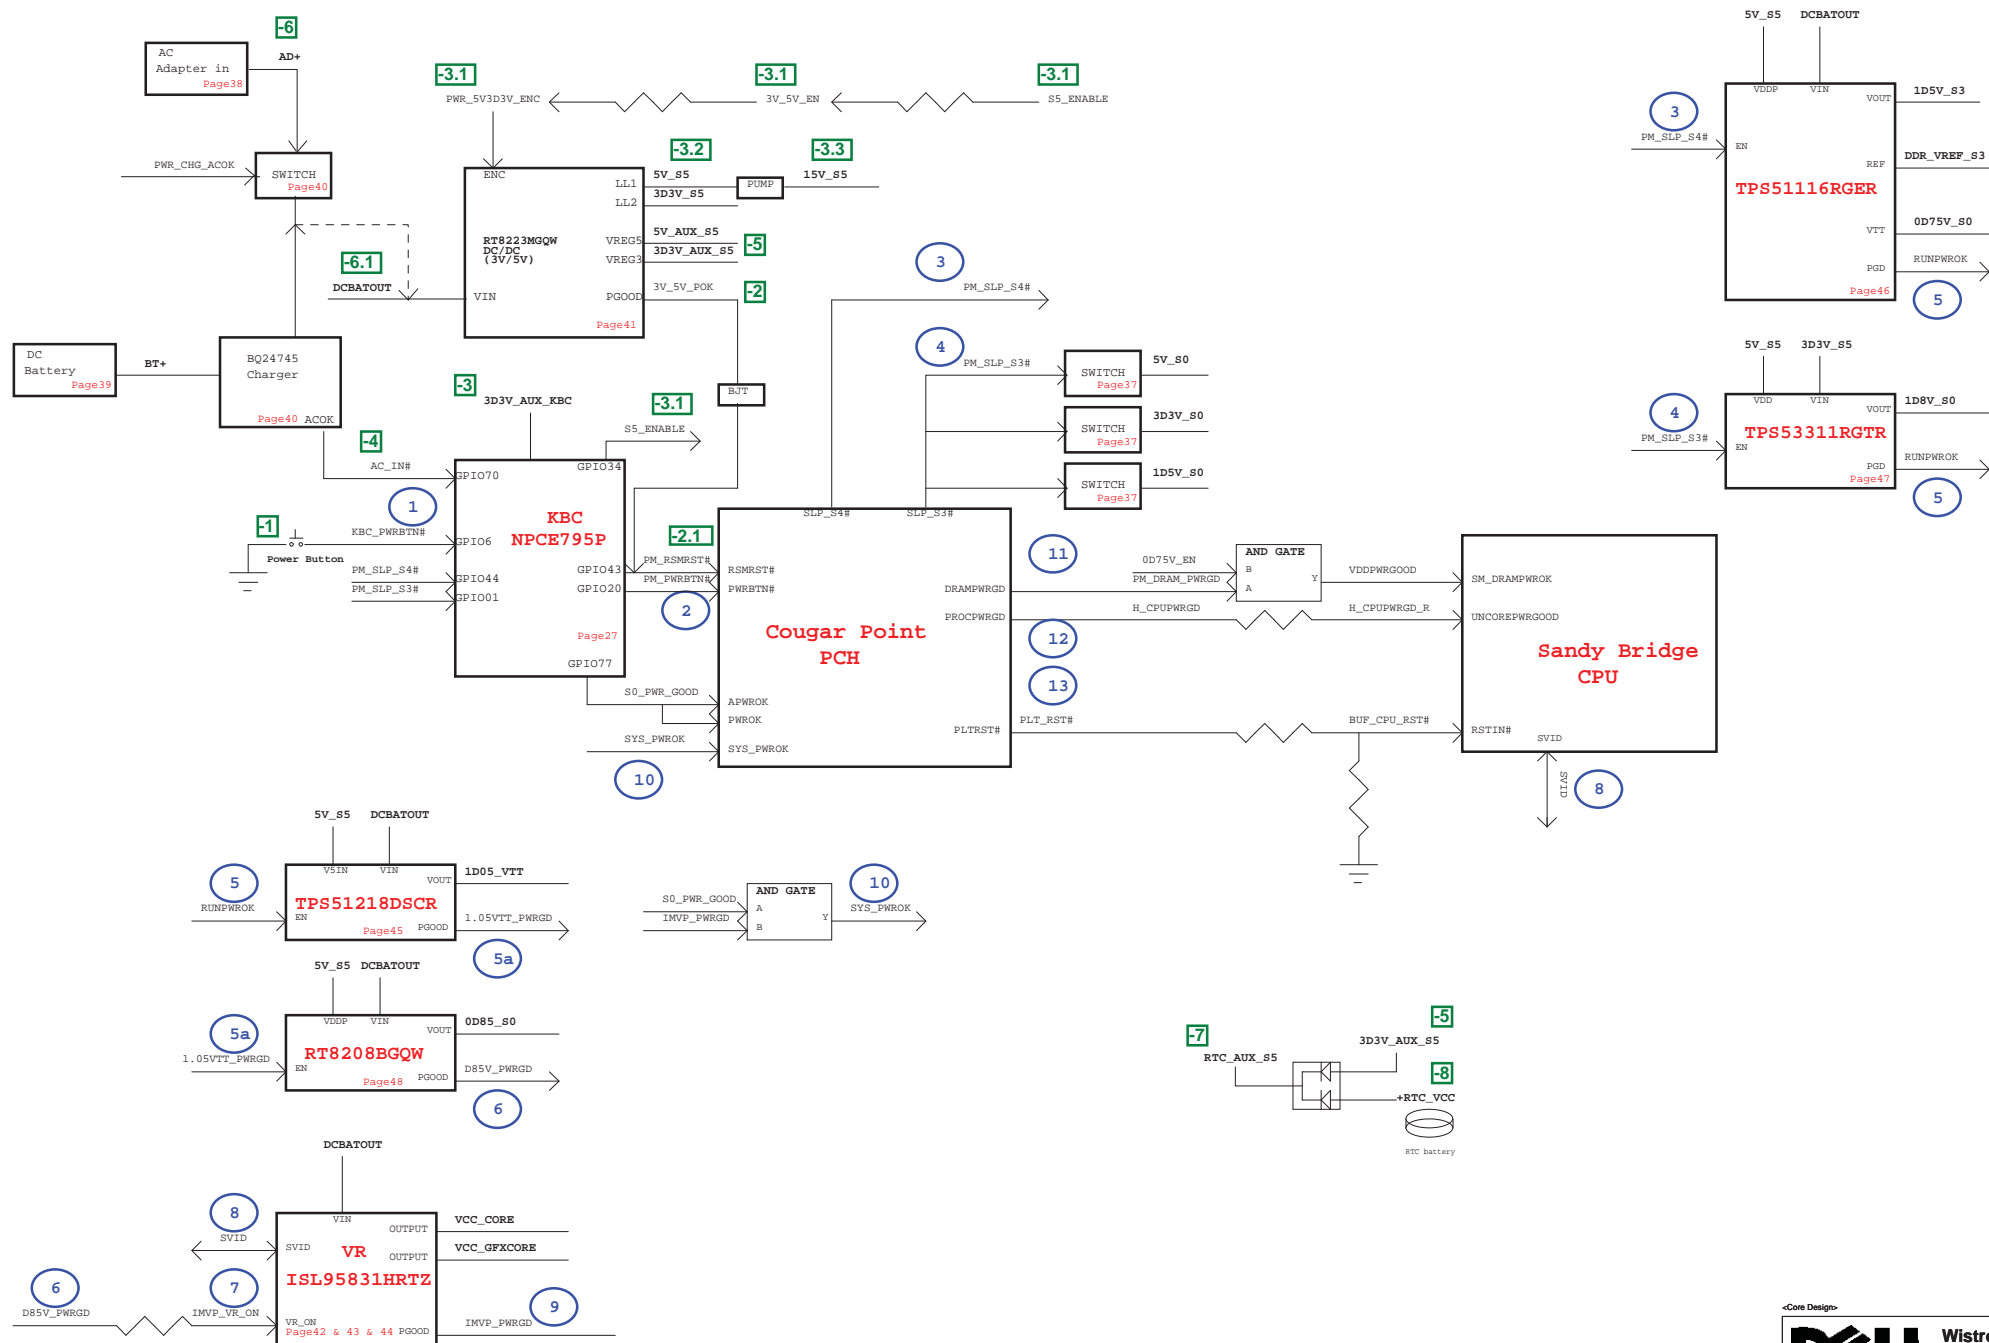 -6
AC
Adapter in
Page38
AD+
PWR_CHG_ACOK
SWITCH
Page40
-6.1
DCBATOUT
DC
Battery
Page39
BT+
BQ24745
Charger
Page40 ACOK
-4
AC_IN#
-3.1
PWR_5V3D3V_ENC
-3.1
3V_5V_EN
-3.1
S5_ENABLE
ENC
RT8223MGQW
DC/DC
(3V/5V)
VIN
LL1
LL2
VREG5
VREG3
PGOOD
Page41
-3.2
5V_S5
3D3V_S5
PUMP
-3.3
15V_S5
5V_AUX_S5
3D3V_AUX_S5
-5
3V_5V_POK
-2
BJT
-3
3D3V_AUX_KBC
-3.1
S5_ENABLE
1
-1
KBC_PWRBTN#
Power Button
PM_SLP_S4#
PM_SLP_S3#
GPIO70
GPIO34
KBC
NPCE795P
GPIO6
GPIO44
GPIO01
GPIO43
GPIO20
Page27
GPIO77
-2.1
PM_RSMRST#
PM_PWRBTN#
2
S0_PWR_GOOD
SYS_PWROK
10
3
PM_SLP_S4#
4
PM_SLP_S3#
SWITCH
Page37
5V_S0
SWITCH
Page37
3D3V_S0
SWITCH
Page37
1D5V_S0
SLP_S4#
SLP_S3#
RSMRST#
PWRBTN#
Cougar Point
PCH
APWROK
PWROK
SYS_PWROK
DRAMPWRGD
PROCPWRGD
PLTRST#
11
12
13
0D75V_EN
PM_DRAM_PWRGD
AND GATE
B
A
Y
VDDPWRGOOD
H_CPUPWRGD
H_CPUPWRGD_R
PLT_RST#
BUF_CPU_RST#
SM_DRAMPWROK
UNCOREPWRGOOD
Sandy Bridge
CPU
RSTIN#
SVID
SVID
8
5V_S5 DCBATOUT
VDDP VIN
3
PM_SLP_S4#
EN
TPS51116RGER
VOUT
REF
VTT
PGD
Page46
1D5V_S3
DDR_VREF_S3
0D75V_S0
RUNPWROK
5
5V_S5 3D3V_S5
VDD VIN
4
PM_SLP_S3#
EN
TPS53311RGTR
VOUT
PGD
Page47
1D8V_S0
RUNPWROK
5
5V_S5 DCBATOUT
V5IN VIN
5
RUNPWROK
EN
TPS51218DSCR
Page45
VOUT
PGOOD
1D05_VTT
1.05VTT_PWRGD
5a
5V_S5 DCBATOUT
VDDP VIN
5a
1.05VTT_PWRGD
EN
RT8208BGQW
Page48
VOUT
PGOOD
0D85_S0
D85V_PWRGD
6
S0_PWR_GOOD
IMVP_PWRGD
AND GATE
A
B
Y
10
SYS_PWROK
-7
RTC_AUX_S5
-5
3D3V_AUX_S5
-8
+RTC_VCC
RTC battery
DCBATOUT
VIN
8
SVID
SVID
VR
ISL95831HRTZ
OUTPUT
OUTPUT
VCC_CORE
VCC_GFXCORE
6
D85V_PWRGD
7
IMVP_VR_ON
VR_ON
Page42 & 43 & 44 PGOOD
9
IMVP_PWRGD
<Core Design>
DELL